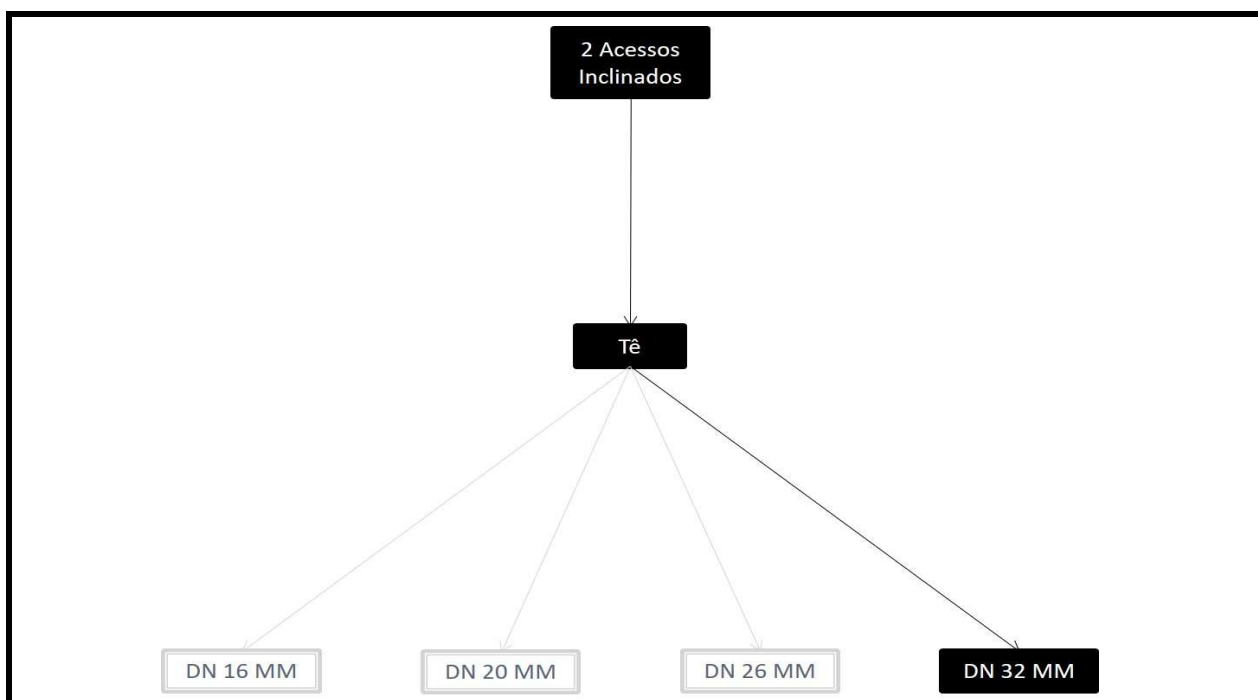 2 Acessos
Inclinados
Tê
DN 16 MM
DN 20 MM
DN 26 MM
DN 32 MM